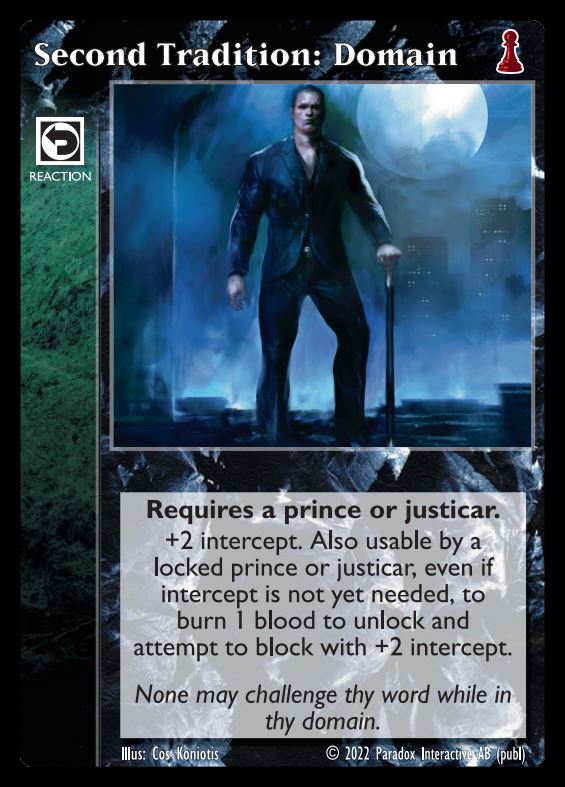 Second Tradition: Domain
REACTION
Requires a prince or justicar.
+2 intercept. Also usable by a
locked prince or justicar, even if
intercept is not yet needed, to
burn 1 blood to unlock and
attempt to block with +2 intercept.
None may challenge thy word while in
thy domain.
Illus: Cos Koniotis
© 2022 Paradox Interactive AB (publ)